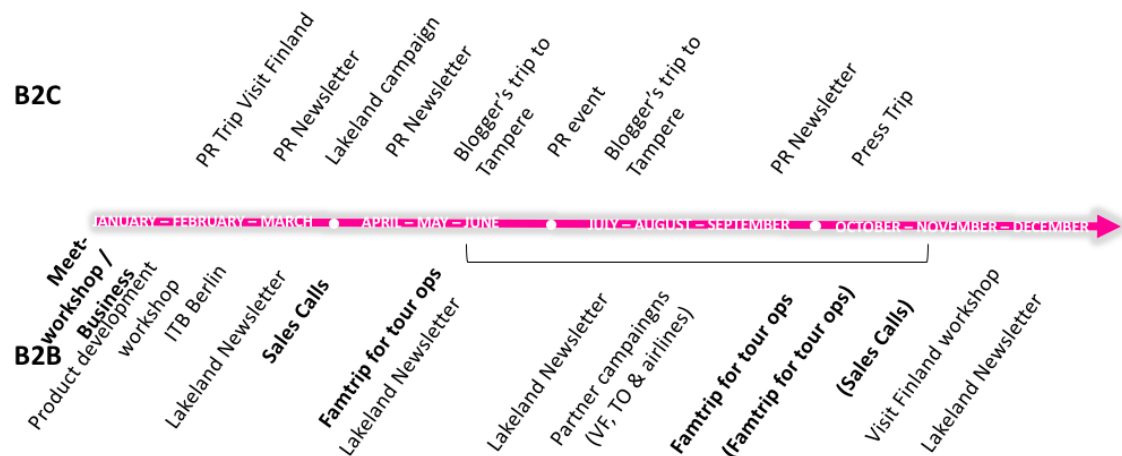 B2C
PR Trip Visit Finland
PR Newsletter
Lakeland campaign
PR Newsletter
Blogger’s trip to
Tampere
PR event
Blogger’s trip to
Tampere
PR Newsletter
Press Trip
JANUARY – FEBRUARY – MARCH
APRIL – MAY – JUNE
JULY – AUGUST – SEPTEMBER
OCTOBER – NOVEMBER – DECEMBER
B2B
Meet-
workshop /
Business
Product development
workshop
ITB Berlin
Lakeland Newsletter
Sales Calls
Famtrip for tour ops
Lakeland Newsletter
Lakeland Newsletter
Partner campaingns
(VF, TO & airlines)
Famtrip for tour ops
(Famtrip for tour ops)
(Sales Calls)
Visit Finland workshop
Lakeland Newsletter